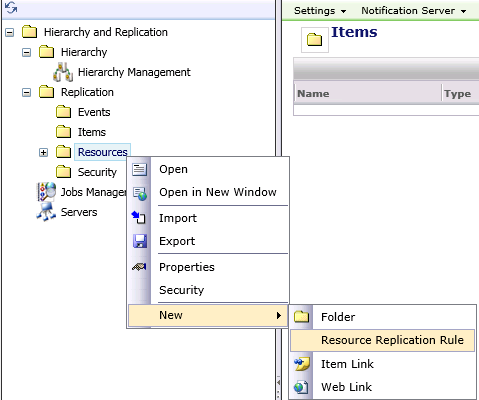 Settings Notification Server
Items
Name Type
Hierarchy and Replication
Hierarchy
Hierarchy Management
Replication
Events
Items
Resources
Security
Jobs Manager
Servers
Open
Open in New Window
Import
Export
Properties
Security
New
Folder
Resource Replication Rule
Item Link
Web Link